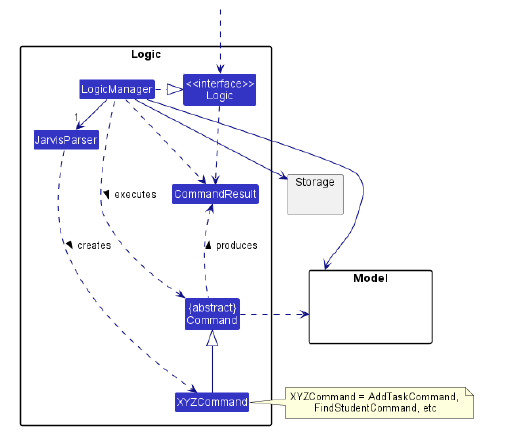 Logic
LogicManager
<<interface>>
Logic
1
JarvisParser
executes
CommandResult
Storage
creates
produces
Model
{abstract}
Command
XYZCommand
XYZCommand = AddTaskCommand,
FindStudentCommand, etc